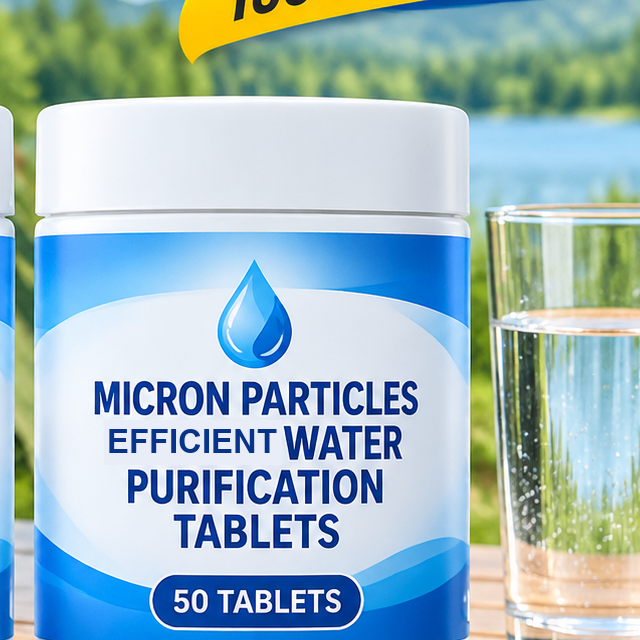 MICRON PARTICLES
EFFICIENT WATER
PURIFICATION
TABLETS
50 TABLETS